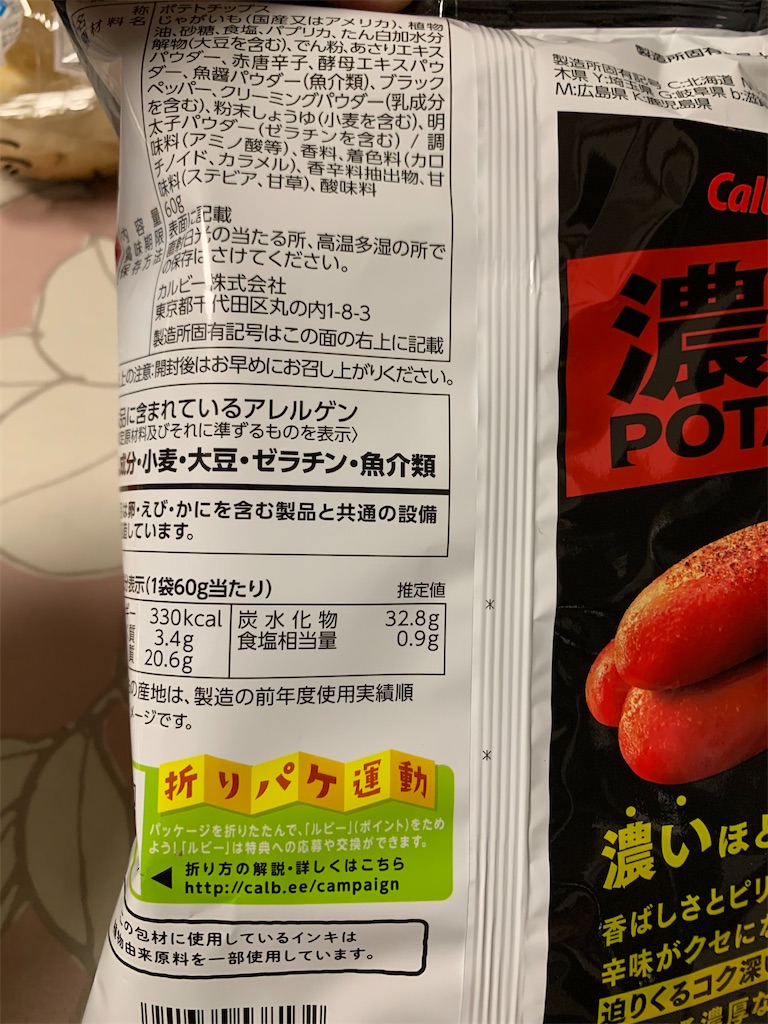 材料名
ポテトチップス
じゃがいも(国産又はアメリカ)、植物
油、砂糖、食塩、パプリカ、たん白加水分
解物(大豆を含む)、でん粉、あさりエキス
パウダー、赤唐辛子、酵母エキスパウ
ダー、魚醤パウダー(魚介類)、ブラック
ペッパー、クリーミングパウダー(乳成分
を含む)、粉末しょうゆ(小麦を含む)、明
太子パウダー(ゼラチンを含む) / 調
味料(アミノ酸等)、香料、着色料(カロ
チノイド、カラメル)、香辛料抽出物、甘
味料(ステビア、甘草)、酸味料
内容量 60g
賞味期限 表面に記載
保存方法 直射日光の当たる所、高温多湿の所で
の保存はさけてください。
カルビー株式会社
東京都千代田区丸の内1-8-3
製造所固有記号はこの面の右上に記載
上の注意:開封後はお早めにお召し上がりください。
品に含まれているアレルゲン
原材料及びそれに準ずるものを表示〉
成分・小麦・大豆・ゼラチン・魚介類
は卵・えび・かにを含む製品と共通の設備
しています。
表示(1袋60g当たり) 推定値
ー 330kcal 炭水化物 32.8g
質 3.4g 食塩相当量 0.9g
質 20.6g
の産地は、製造の前年度使用実績順
メージです。
折りパケ運動
パッケージを折りたたんで、「ルビー」(ポイント)をため
よう!「ルビー」は特典への応募や交換ができます。
折り方の解説・詳しくはこちら
http://calb.ee/campaign
この包材に使用しているインキは
植物由来原料を一部使用しています。
製造所固有
製造所固有記号 C:北海道
木県 Y:埼玉県 G:岐阜県 b:滋賀
M:広島県 K:鹿児島県
Calb
濃
POTA
濃いほど
香ばしさとピリ
辛味がクセにな
迫りくるコク深い
濃厚な